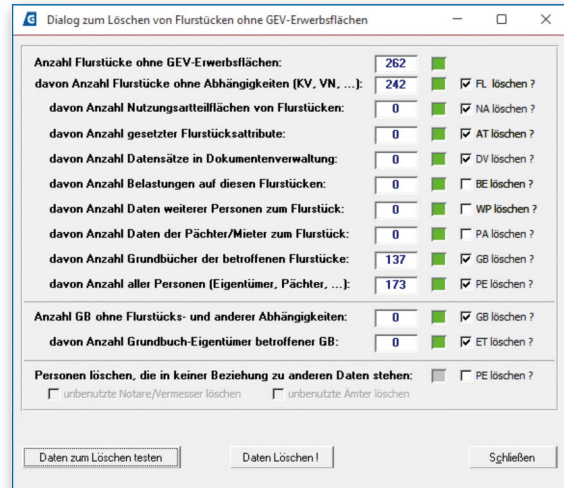 Dialog zum Löschen von Flurstücken ohne GEV-Erwerbsflächen
Anzahl Flurstücke ohne GEV-Erwerbsflächen: 262
davon Anzahl Flurstücke ohne Abhängigkeiten (KV, VN, ...): 242 FL löschen ?
davon Anzahl Nutzungsartteilflächen von Flurstücken: 0 NA löschen ?
davon Anzahl gesetzter Flurstücksattribute: 0 AT löschen ?
davon Anzahl Datensätze in Dokumentenverwaltung: 0 DV löschen ?
davon Anzahl Belastungen auf diesen Flurstücken: 0 BE löschen ?
davon Anzahl Daten weiterer Personen zum Flurstück: 0 WP löschen ?
davon Anzahl Daten der Pächter/Mieter zum Flurstück: 0 PA löschen ?
davon Anzahl Grundbücher der betroffenen Flurstücke: 137 GB löschen ?
davon Anzahl aller Personen (Eigentümer, Pächter, ...): 173 PE löschen ?
Anzahl GB ohne Flurstücks- und anderer Abhängigkeiten: 0 GB löschen ?
davon Anzahl Grundbuch-Eigentümer betroffener GB: 0 ET löschen ?
Personen löschen, die in keiner Beziehung zu anderen Daten stehen: PE löschen ?
unbenutzte Notare/Vermesser löschen unbenutzte Ämter löschen
Daten zum Löschen testen Daten Löschen ! Schließen